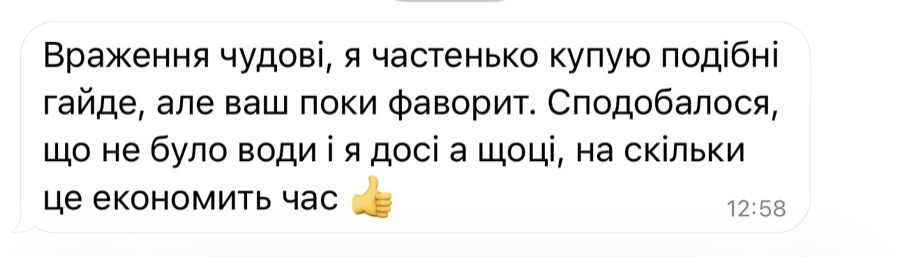 Враження чудові, я частенько купую подібні
гайде, але ваш поки фаворит. Сподобалося,
що не було води і я досі а щоці, на скільки
це економить час 👍
12:58